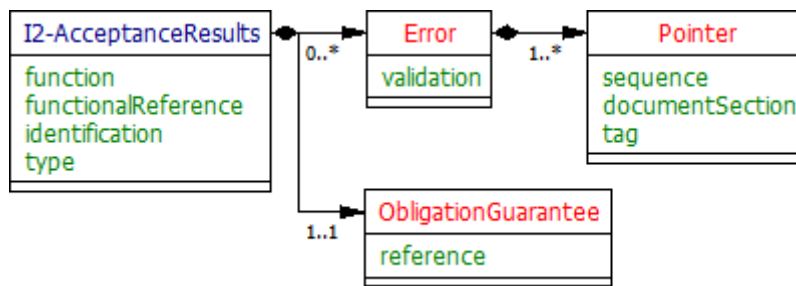 I2-AcceptanceResults
function
functionalReference
identification
type
0..*
Error
validation
1..*
Pointer
sequence
documentSection
tag
1..1
ObligationGuarantee
reference